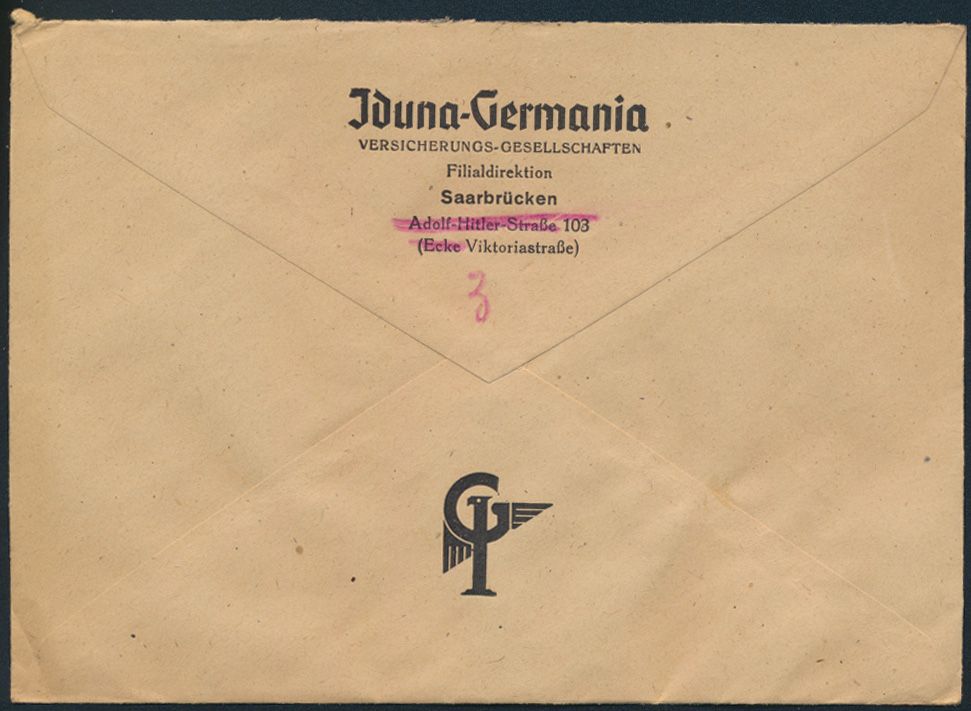 Iduna-Germania
VERSICHERUNGS-GESELLSCHAFTEN
Filialdirektion
Saarbrücken
Adolf-Hitler-Straße 103
(Ecke Viktoriastraße)
3